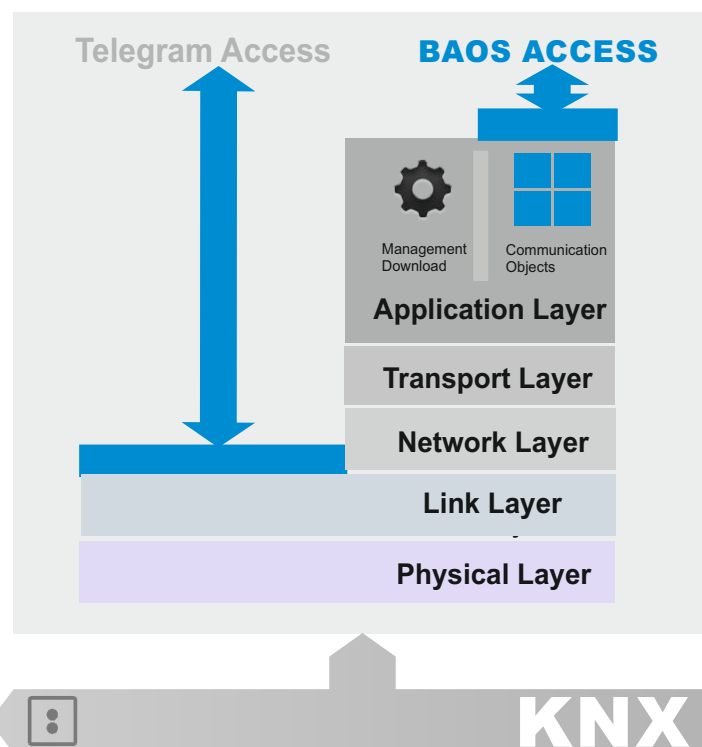 Telegram Access
BAOS ACCESS
Management
Download
Communication
Objects
Application Layer
Transport Layer
Network Layer
Link Layer
Physical Layer
KNX